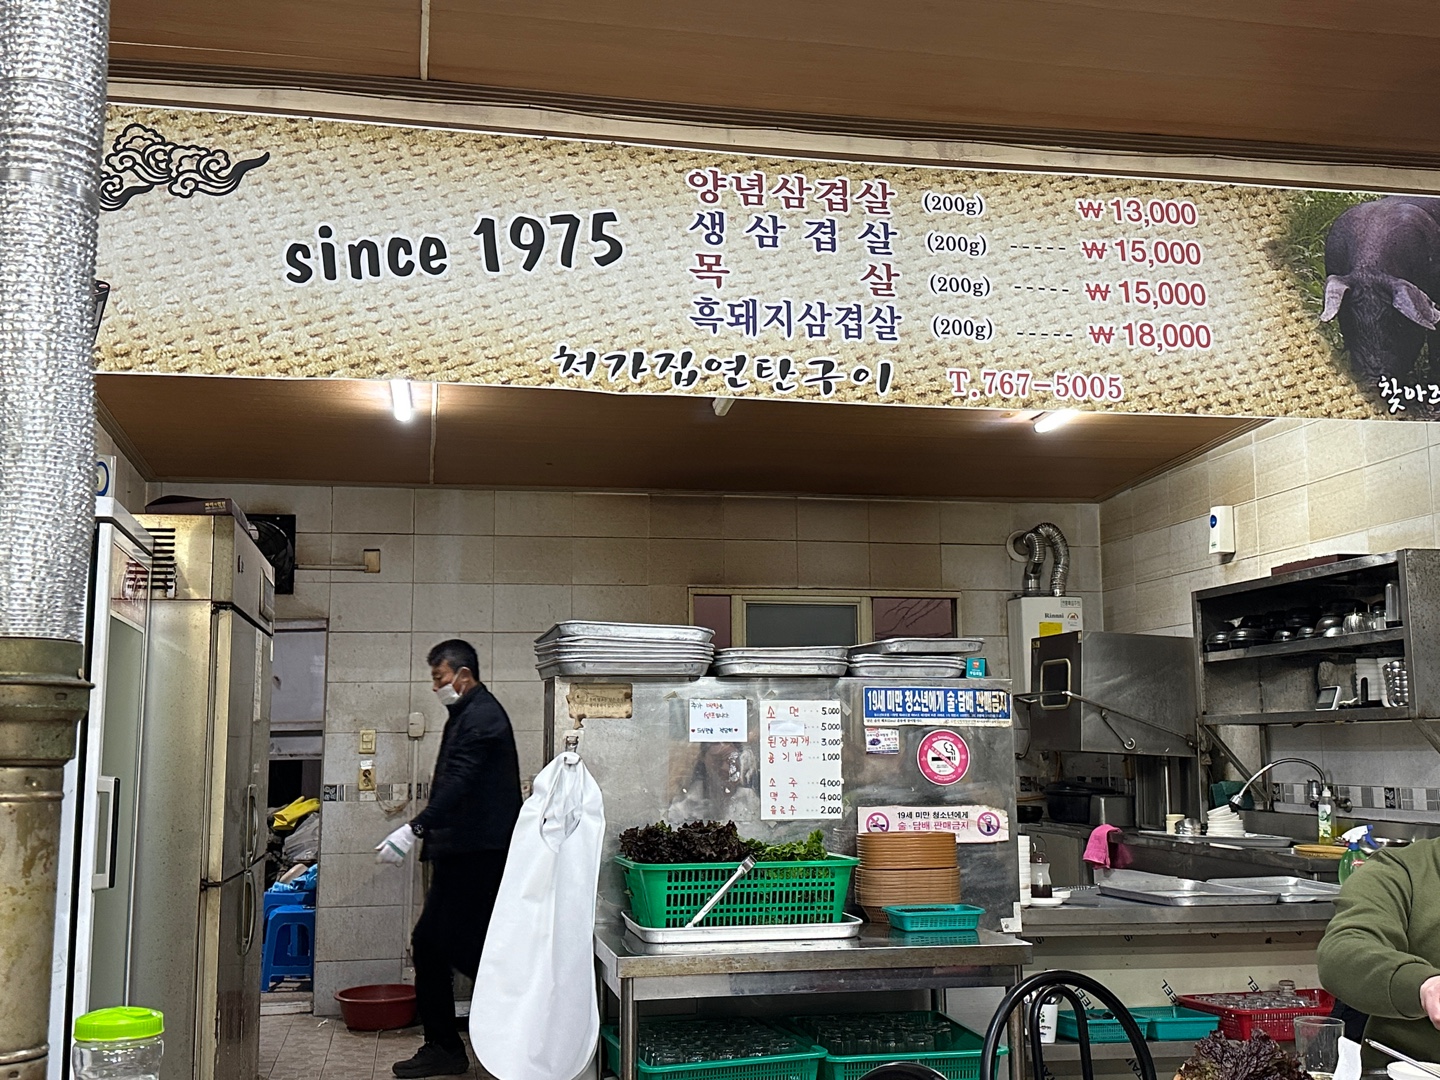 since 1975
양념삼겹살 (200g) ₩ 13,000
생삼겹살 (200g) ----- ₩ 15,000
목살 (200g) ----- ₩ 15,000
흑돼지삼겹살 (200g) ----- ₩ 18,000
처가집연탄구이 T.767-5005
찾아주
Rinnai
19세 미만 청소년에게 술·담배 판매금지
소면 ... 5,000
5,000
된장찌개 3,000
공기밥 ... 1,000
소주 ... 4,000
맥주 ... 4,000
음료수 ... 2,000
19세 미만 청소년에게
술·담배 판매금지